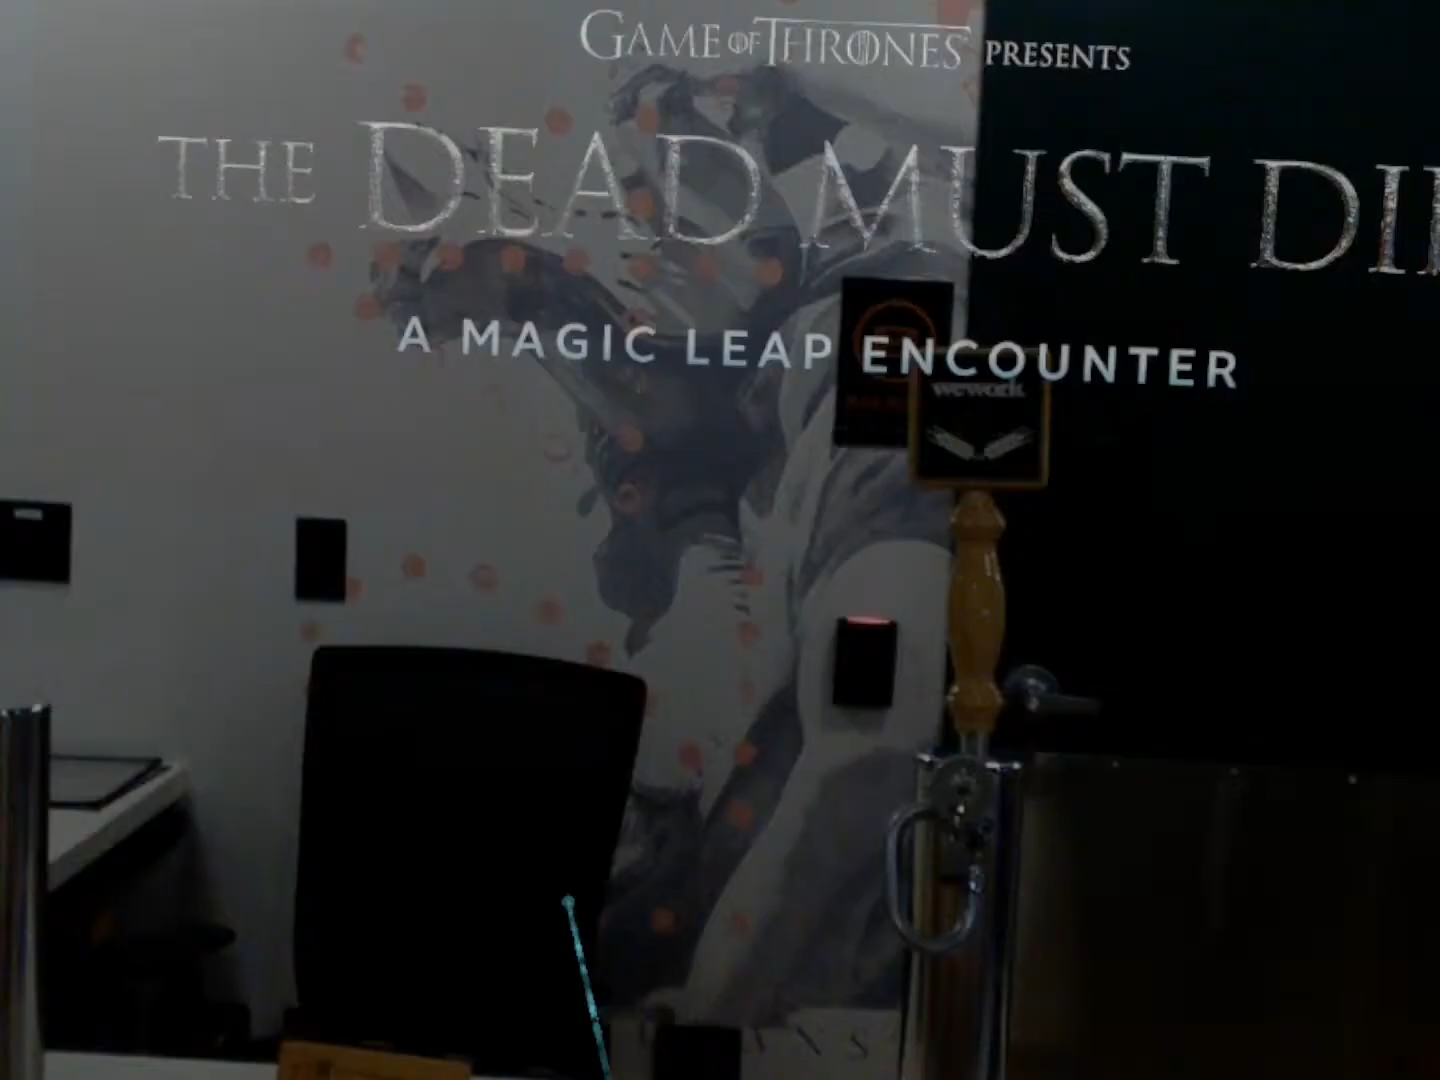 GAME OF THRONES PRESENTS
THE DEAD MUST DI
A MAGIC LEAP ENCOUNTER
wework.